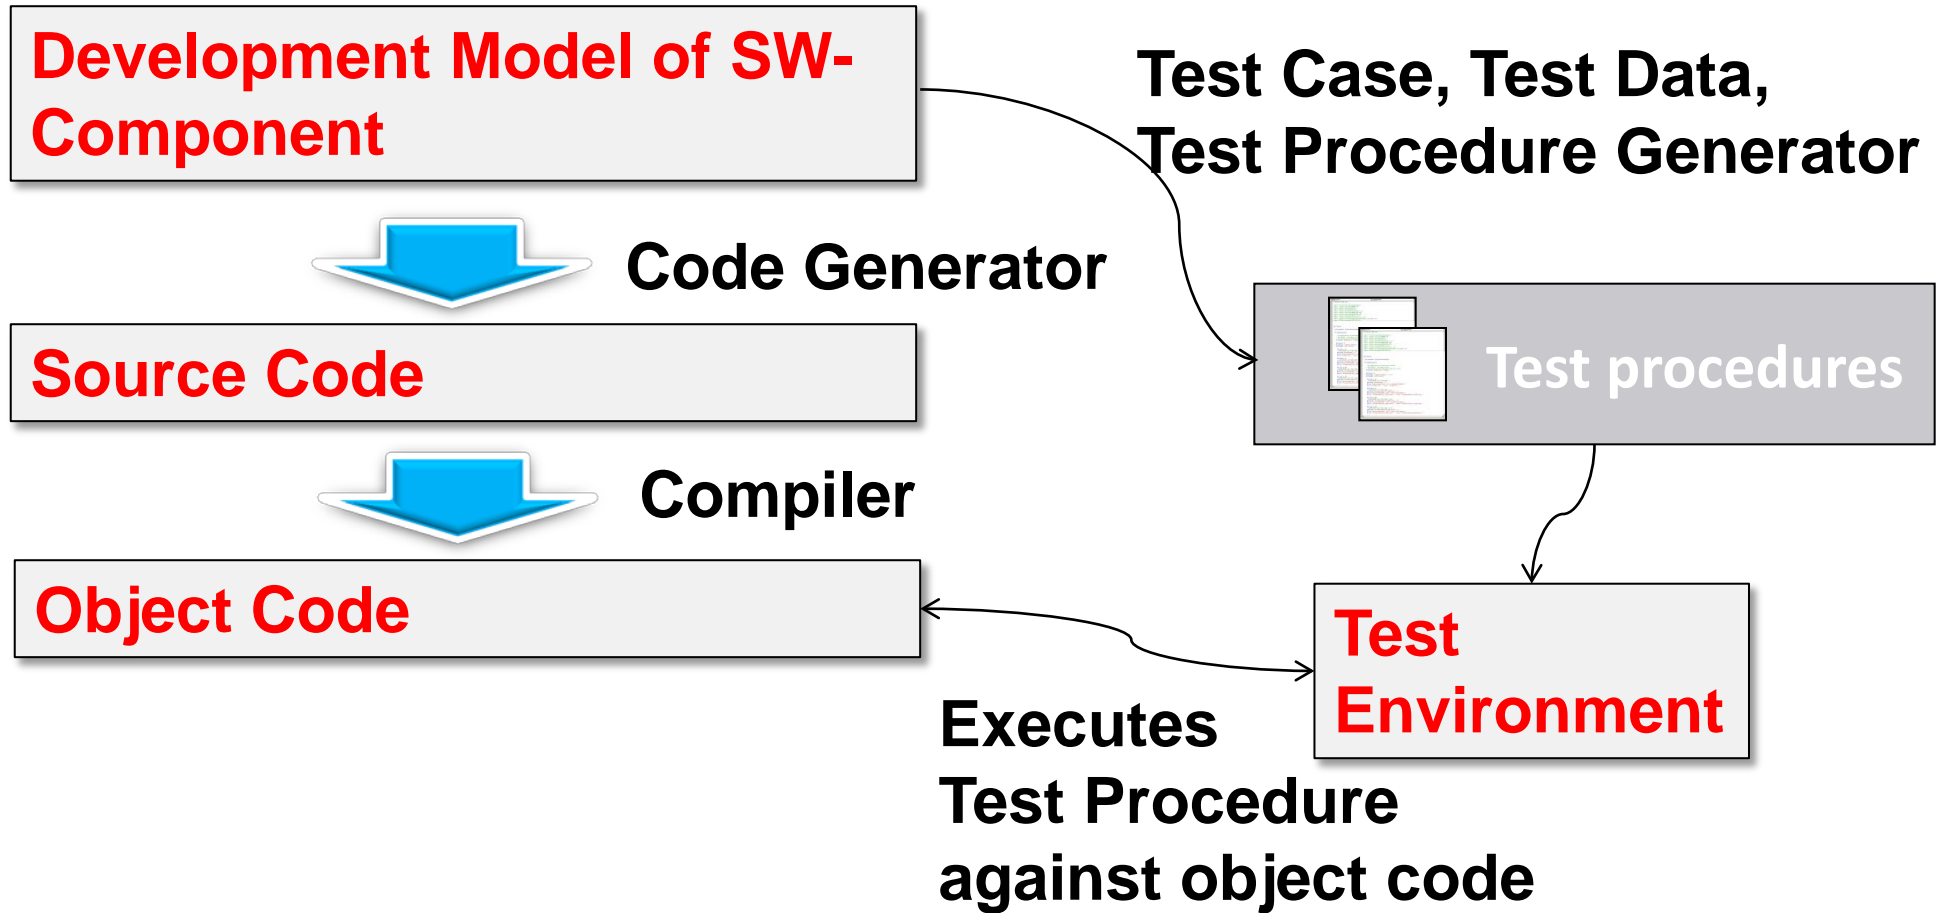 Development Model of SW-
Component
Test Case, Test Data,
Test Procedure Generator
Code Generator
Source Code
Test procedures
Compiler
Object Code
Test
Environment
Executes
Test Procedure
against object code